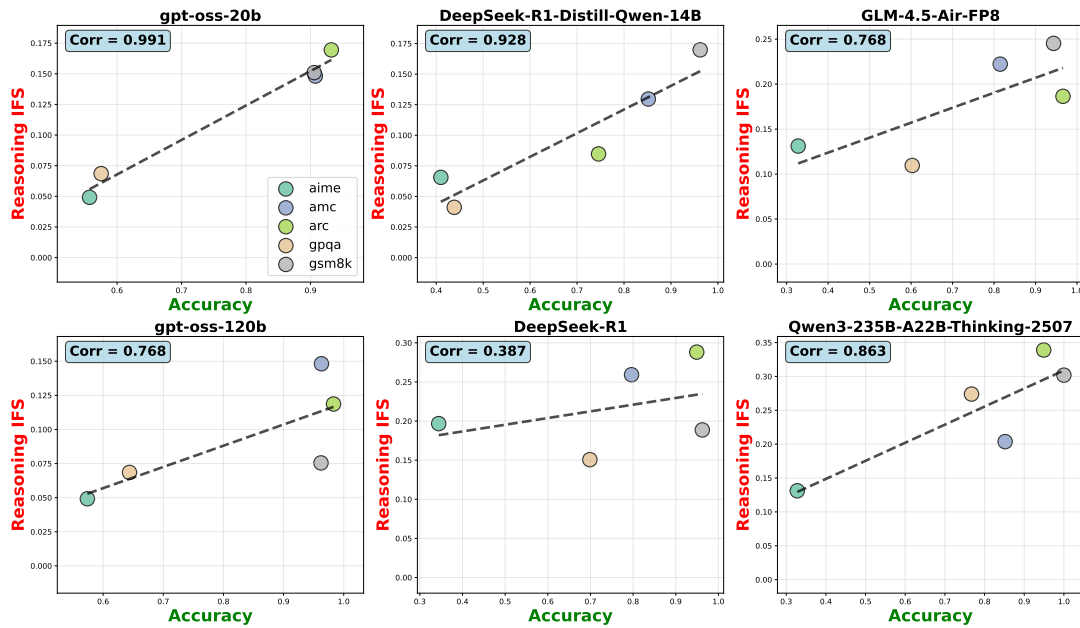 gpt-oss-20b
Corr = 0.991
Reasoning IFS
0.175
0.150
0.125
0.100
0.075
0.050
0.025
0.000
aime
amc
arc
gpqa
gsm8k
0.6
0.7
0.8
0.9
Accuracy
DeepSeek-R1-Distill-Qwen-14B
Corr = 0.928
Reasoning IFS
0.175
0.150
0.125
0.100
0.075
0.050
0.025
0.000
0.4
0.5
0.6
0.7
0.8
0.9
1.0
Accuracy
GLM-4.5-Air-FP8
Corr = 0.768
Reasoning IFS
0.25
0.20
0.15
0.10
0.05
0.00
0.3
0.4
0.5
0.6
0.7
0.8
0.9
1.0
Accuracy
gpt-oss-120b
Corr = 0.768
Reasoning IFS
0.150
0.125
0.100
0.075
0.050
0.025
0.000
0.6
0.7
0.8
0.9
1.0
Accuracy
DeepSeek-R1
Corr = 0.387
Reasoning IFS
0.30
0.25
0.20
0.15
0.10
0.05
0.00
0.3
0.4
0.5
0.6
0.7
0.8
0.9
1.0
Accuracy
Qwen3-235B-A22B-Thinking-2507
Corr = 0.863
Reasoning IFS
0.35
0.30
0.25
0.20
0.15
0.10
0.05
0.00
0.3
0.4
0.5
0.6
0.7
0.8
0.9
1.0
Accuracy